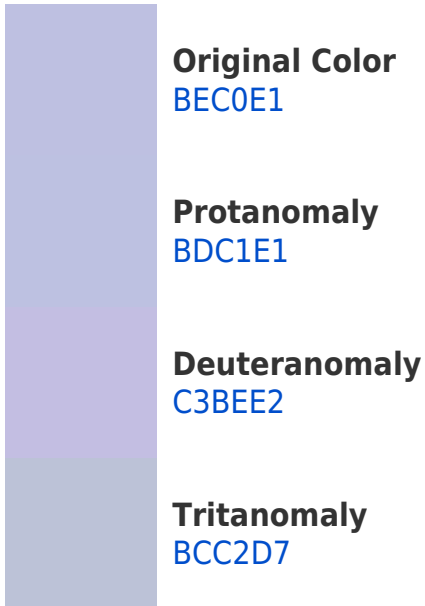 Original Color
BEC0E1
Protanomaly
BDC1E1
Deuteranomaly
C3BEE2
Tritanomaly
BCC2D7